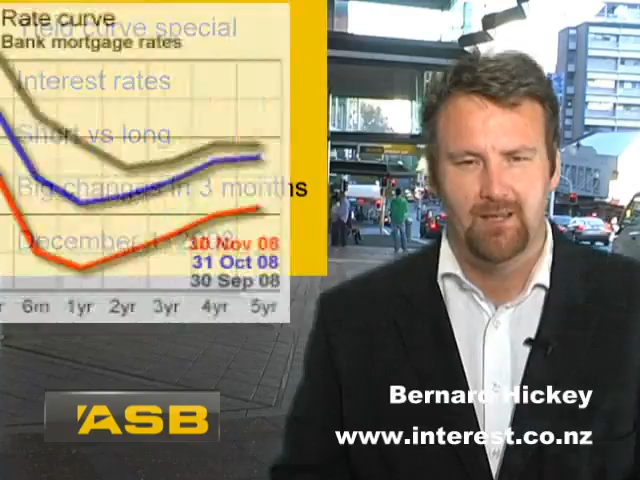 Rate curve
Bank mortgage rates
Yield curve special
Interest rates
Short vs long
Big changes in 3 months
December, 2008
30 Nov 08
31 Oct 08
30 Sep 08
r 6m 1yr 2yr 3yr 4yr 5yr
ASB
Bernard Hickey
www.interest.co.nz